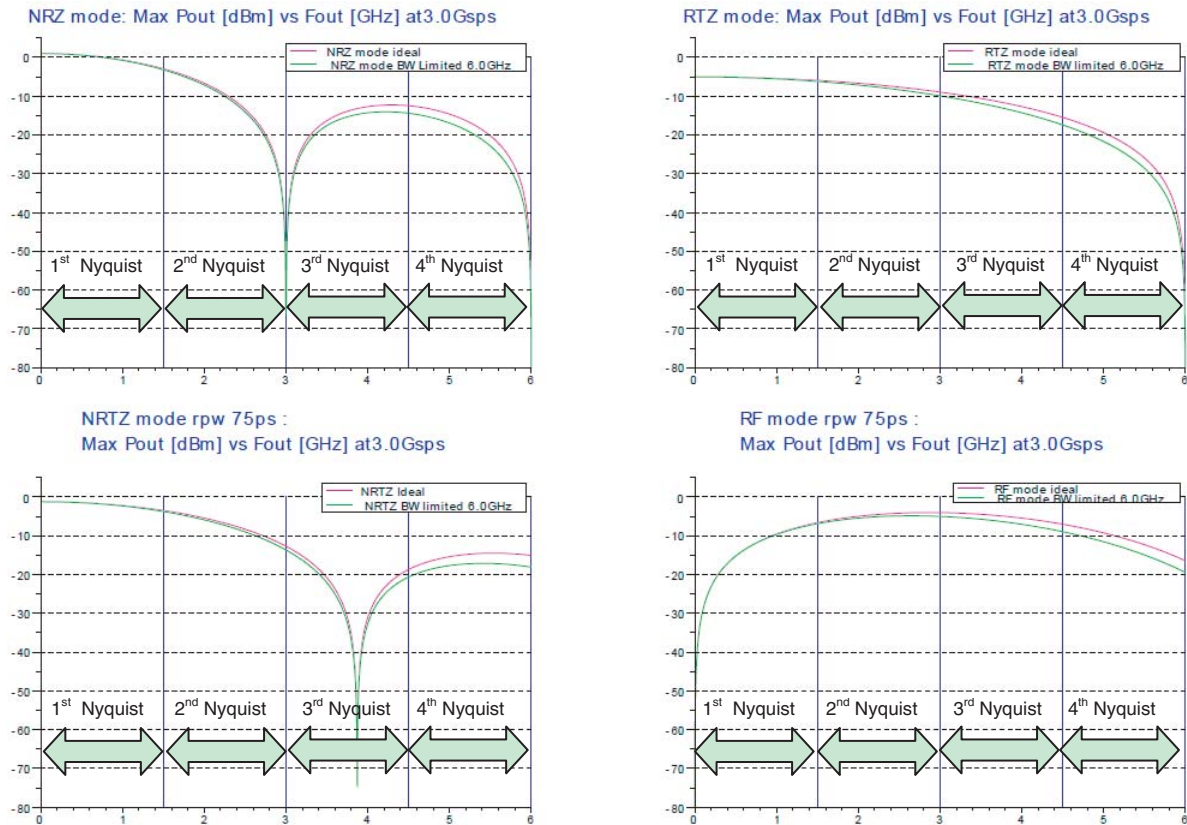 NRZ mode: Max Pout [dBm] vs Fout [GHz] at3.0Gsps
NRZ mode ideal
NRZ mode BW Limited 6.0GHz
0
-10
-20
-30
-40
-50
-60
-70
-80
1st Nyquist
2nd Nyquist
3rd Nyquist
4th Nyquist
0 1 2 3 4 5 6
RTZ mode: Max Pout [dBm] vs Fout [GHz] at3.0Gsps
RTZ mode ideal
RTZ mode BW limited 6.0GHz
0
-10
-20
-30
-40
-50
-60
-70
-80
1st Nyquist
2nd Nyquist
3rd Nyquist
4th Nyquist
0 1 2 3 4 5 6
NRTZ mode rpw 75ps :
Max Pout [dBm] vs Fout [GHz] at3.0Gsps
NRTZ Ideal
NRTZ BW limited 6.0GHz
0
-10
-20
-30
-40
-50
-60
-70
-80
1st Nyquist
2nd Nyquist
3rd Nyquist
4th Nyquist
0 1 2 3 4 5 6
RF mode rpw 75ps :
Max Pout [dBm] vs Fout [GHz] at3.0Gsps
RF mode ideal
RF mode BW limited 6.0GHz
0
-10
-20
-30
-40
-50
-60
-70
-80
1st Nyquist
2nd Nyquist
3rd Nyquist
4th Nyquist
0 1 2 3 4 5 6